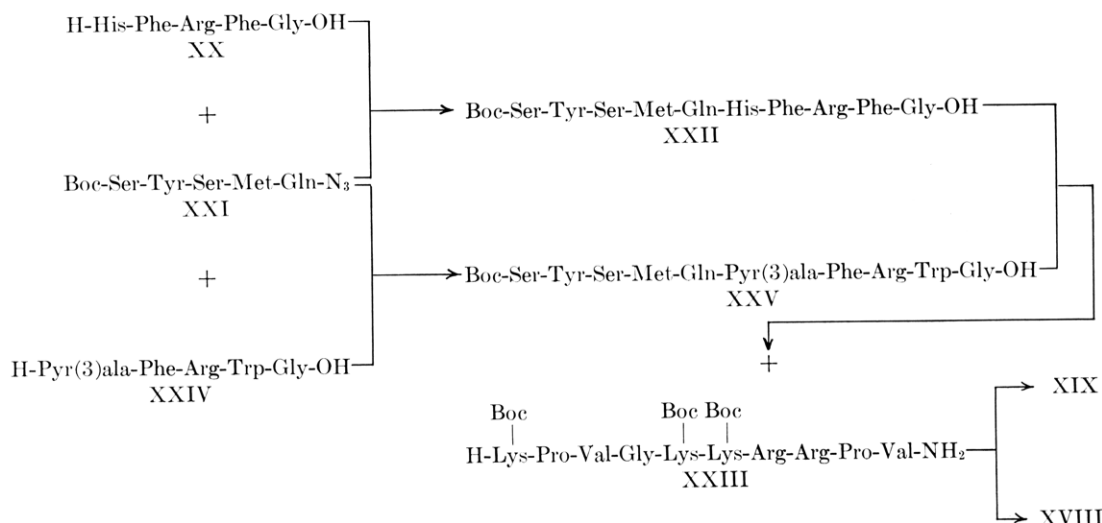 H-His-Phe-Arg-Phe-Gly-OH
XX
+
Boc-Ser-Tyr-Ser-Met-Gln-His-Phe-Arg-Phe-Gly-OH
XXII
Boc-Ser-Tyr-Ser-Met-Gln-N₃
XXI
+
Boc-Ser-Tyr-Ser-Met-Gln-Pyr(3)ala-Phe-Arg-Trp-Gly-OH
XXV
H-Pyr(3)ala-Phe-Arg-Trp-Gly-OH
XXIV
+
XIX
Boc Boc Boc
H-Lys-Pro-Val-Gly-Lys-Lys-Arg-Arg-Pro-Val-NH₂
XXIII
XVIII